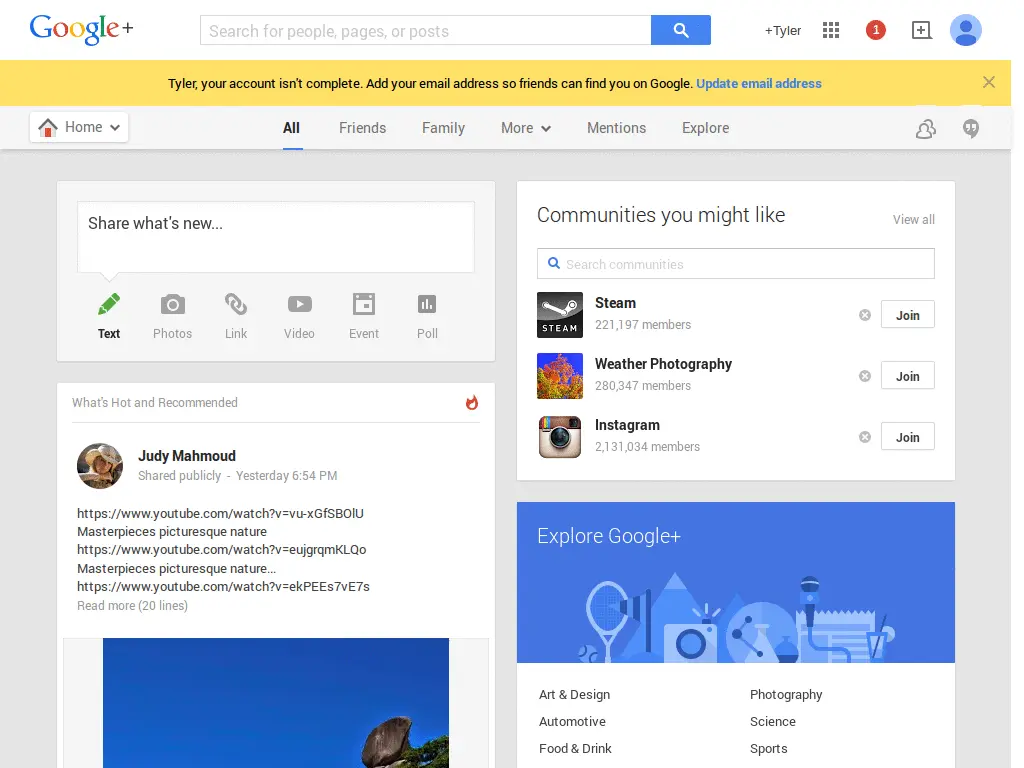 Google+
Search for people, pages, or posts
+Tyler
1
Tyler, your account isn't complete. Add your email address so friends can find you on Google. Update email address
Home
All Friends Family More Mentions Explore
Share what's new...
Text Photos Link Video Event Poll
What's Hot and Recommended
Judy Mahmoud
Shared publicly - Yesterday 6:54 PM
https://www.youtube.com/watch?v=vu-xGfSBOlU
Masterpieces picturesque nature
https://www.youtube.com/watch?v=eujgrqmKLQo
Masterpieces picturesque nature...
https://www.youtube.com/watch?v=ekPEEs7vE7s
Read more (20 lines)
Communities you might like
View all
Search communities
STEAM
Steam
221,197 members
Join
Weather Photography
280,347 members
Join
Instagram
2,131,034 members
Join
Explore Google+
Art & Design Photography
Automotive Science
Food & Drink Sports